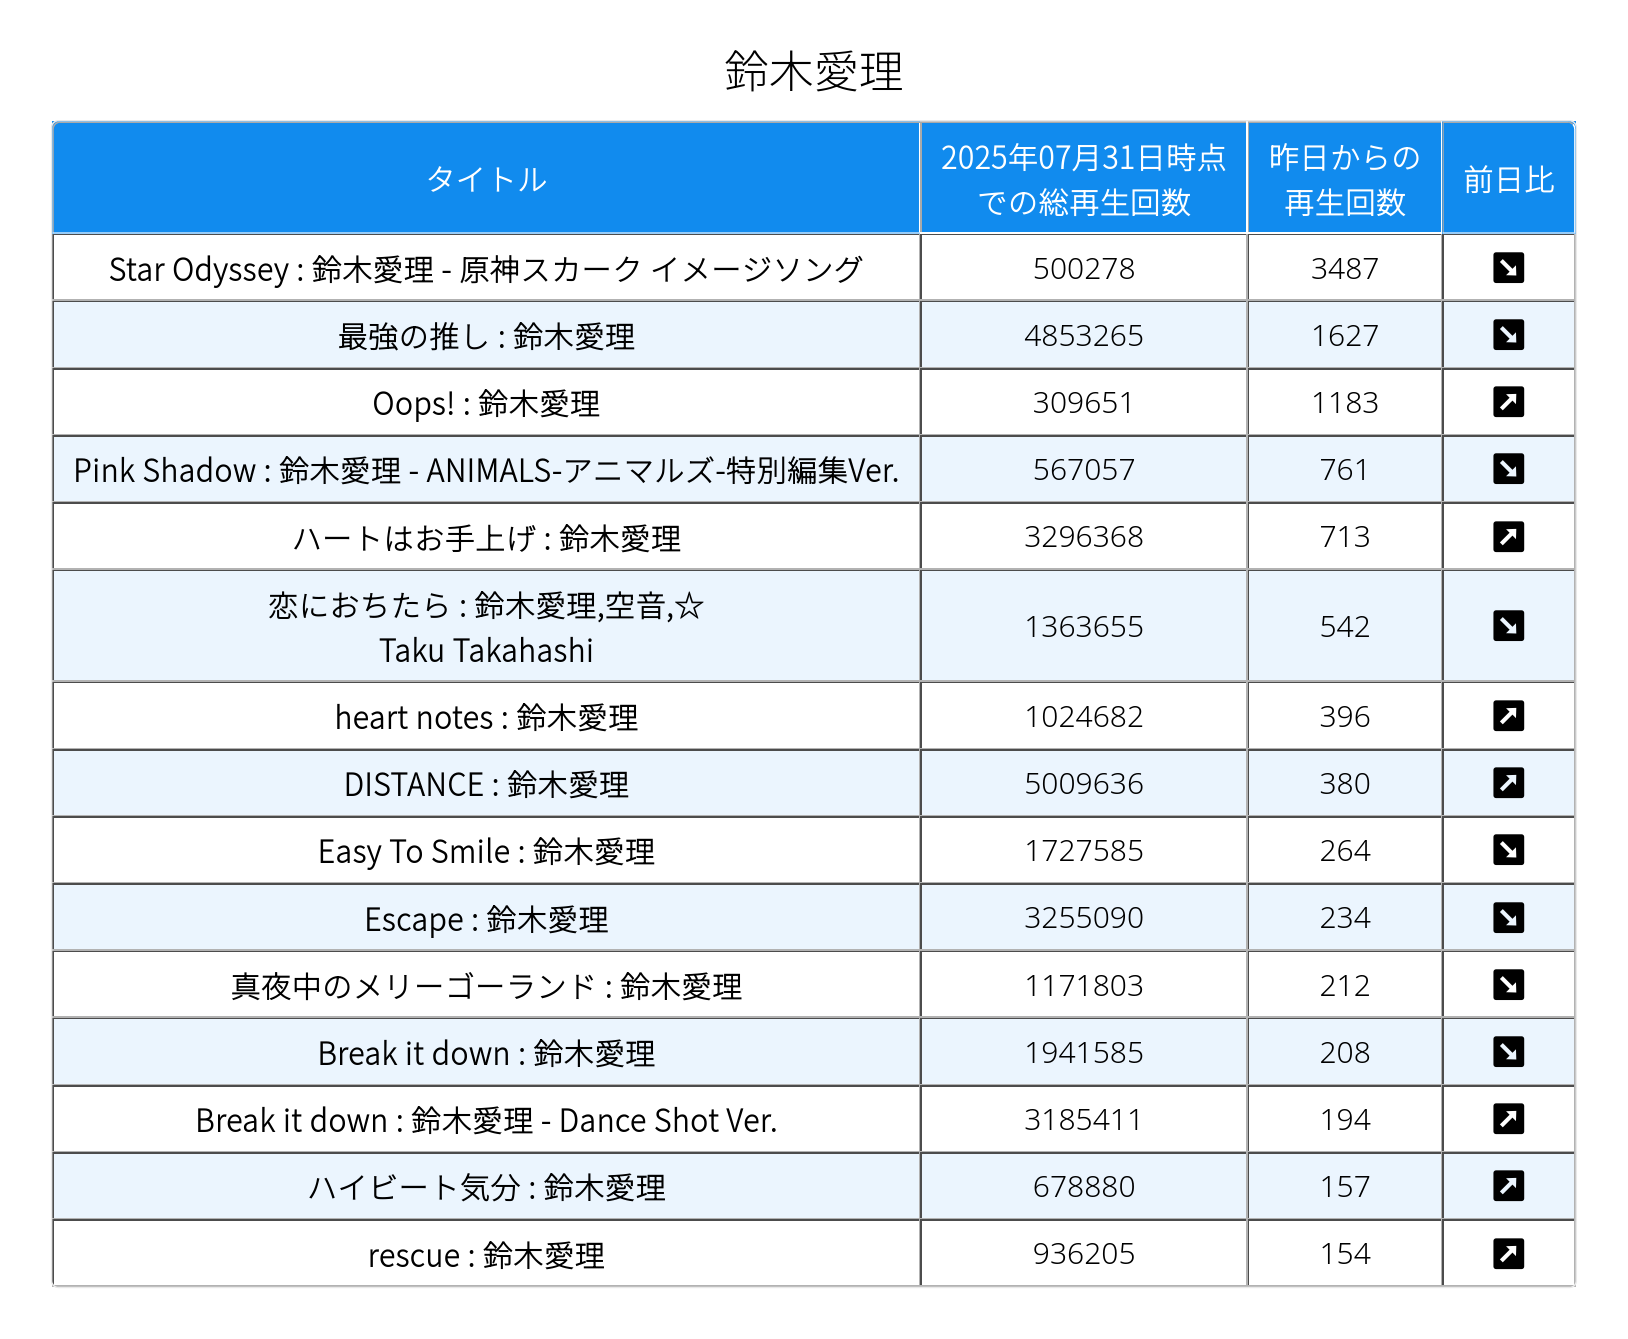 鈴木愛理
タイトル
2025年07月31日時点
での総再生回数
昨日からの
再生回数
前日比
Star Odyssey : 鈴木愛理 - 原神スカーク イメージソング 500278 3487
最強の推し : 鈴木愛理 4853265 1627
Oops! : 鈴木愛理 309651 1183
Pink Shadow : 鈴木愛理 - ANIMALS-アニマルズ-特別編集Ver. 567057 761
ハートはお手上げ : 鈴木愛理 3296368 713
恋におちたら : 鈴木愛理,空音,☆
Taku Takahashi
1363655 542
heart notes : 鈴木愛理 1024682 396
DISTANCE : 鈴木愛理 5009636 380
Easy To Smile : 鈴木愛理 1727585 264
Escape : 鈴木愛理 3255090 234
真夜中のメリーゴーランド : 鈴木愛理 1171803 212
Break it down : 鈴木愛理 1941585 208
Break it down : 鈴木愛理 - Dance Shot Ver. 3185411 194
ハイビート気分 : 鈴木愛理 678880 157
rescue : 鈴木愛理 936205 154